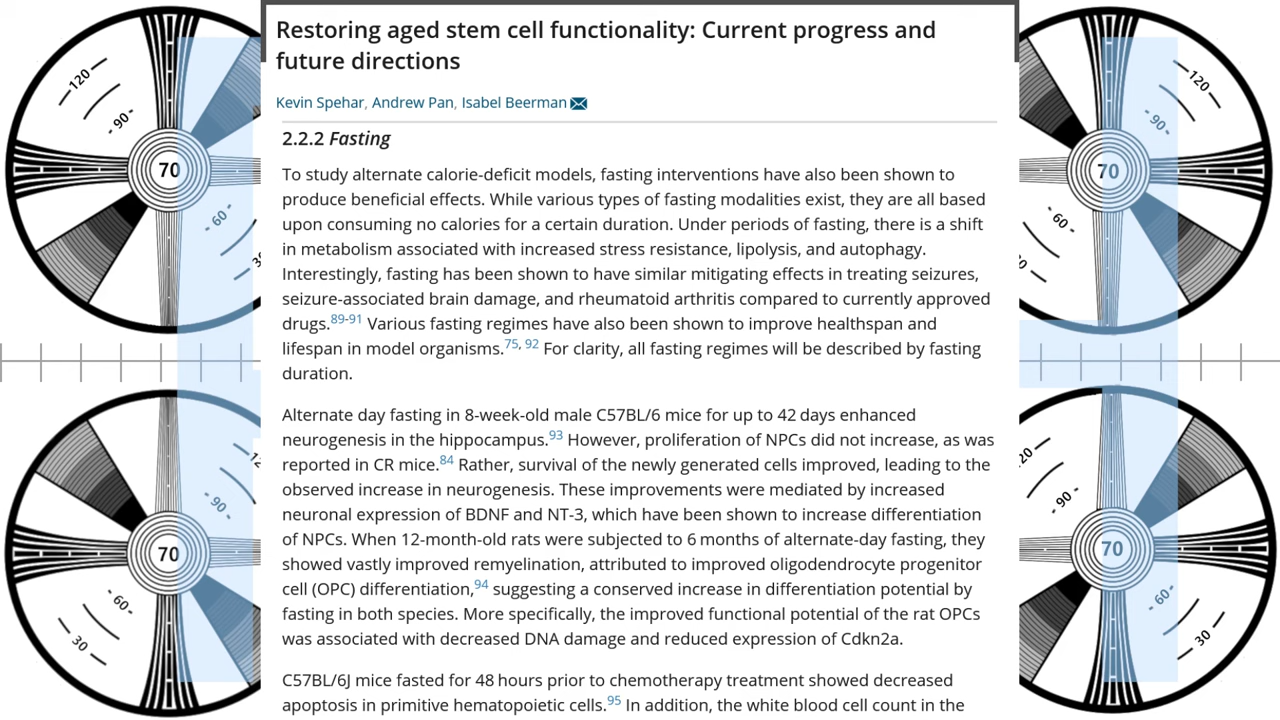 Restoring aged stem cell functionality: Current progress and
future directions
Kevin Spehar, Andrew Pan, Isabel Beerman
2.2.2 Fasting
To study alternate calorie-deficit models, fasting interventions have also been shown to
produce beneficial effects. While various types of fasting modalities exist, they are all based
upon consuming no calories for a certain duration. Under periods of fasting, there is a shift
in metabolism associated with increased stress resistance, lipolysis, and autophagy.
Interestingly, fasting has been shown to have similar mitigating effects in treating seizures,
seizure-associated brain damage, and rheumatoid arthritis compared to currently approved
drugs.89-91 Various fasting regimes have also been shown to improve healthspan and
lifespan in model organisms.75, 92 For clarity, all fasting regimes will be described by fasting
duration.
Alternate day fasting in 8-week-old male C57BL/6 mice for up to 42 days enhanced
neurogenesis in the hippocampus.93 However, proliferation of NPCs did not increase, as was
reported in CR mice.84 Rather, survival of the newly generated cells improved, leading to the
observed increase in neurogenesis. These improvements were mediated by increased
neuronal expression of BDNF and NT-3, which have been shown to increase differentiation
of NPCs. When 12-month-old rats were subjected to 6 months of alternate-day fasting, they
showed vastly improved remyelination, attributed to improved oligodendrocyte progenitor
cell (OPC) differentiation,94 suggesting a conserved increase in differentiation potential by
fasting in both species. More specifically, the improved functional potential of the rat OPCs
was associated with decreased DNA damage and reduced expression of Cdkn2a.
C57BL/6J mice fasted for 48 hours prior to chemotherapy treatment showed decreased
apoptosis in primitive hematopoietic cells.95 In addition, the white blood cell count in the
120
- 90 -
70
- 60 -
120
- 90 -
70
- 60 -
- 90 -
70
- 60 -
30
- 90 -
70
- 60 -
30